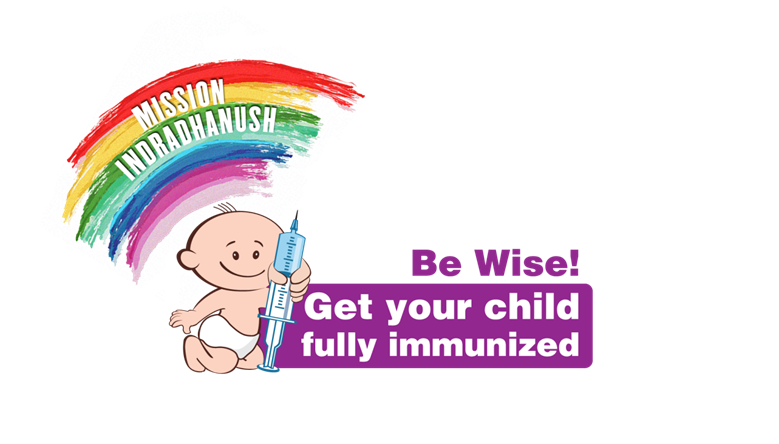 MISSION
INDRADHANUSH
Be Wise!
Get your child
fully immunized